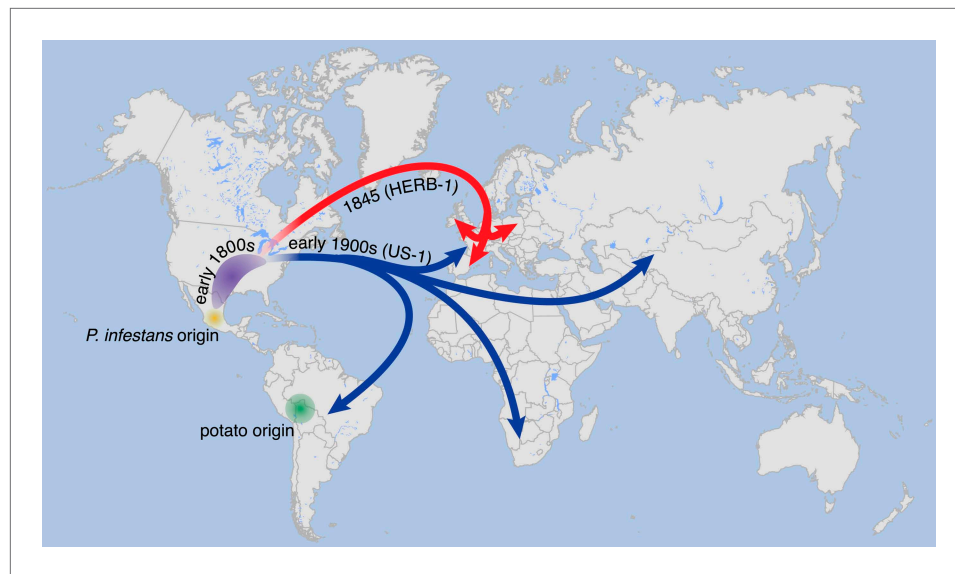 1845 (HERB-1)
early 1800s
early 1900s (US-1)
P. infestans origin
potato origin